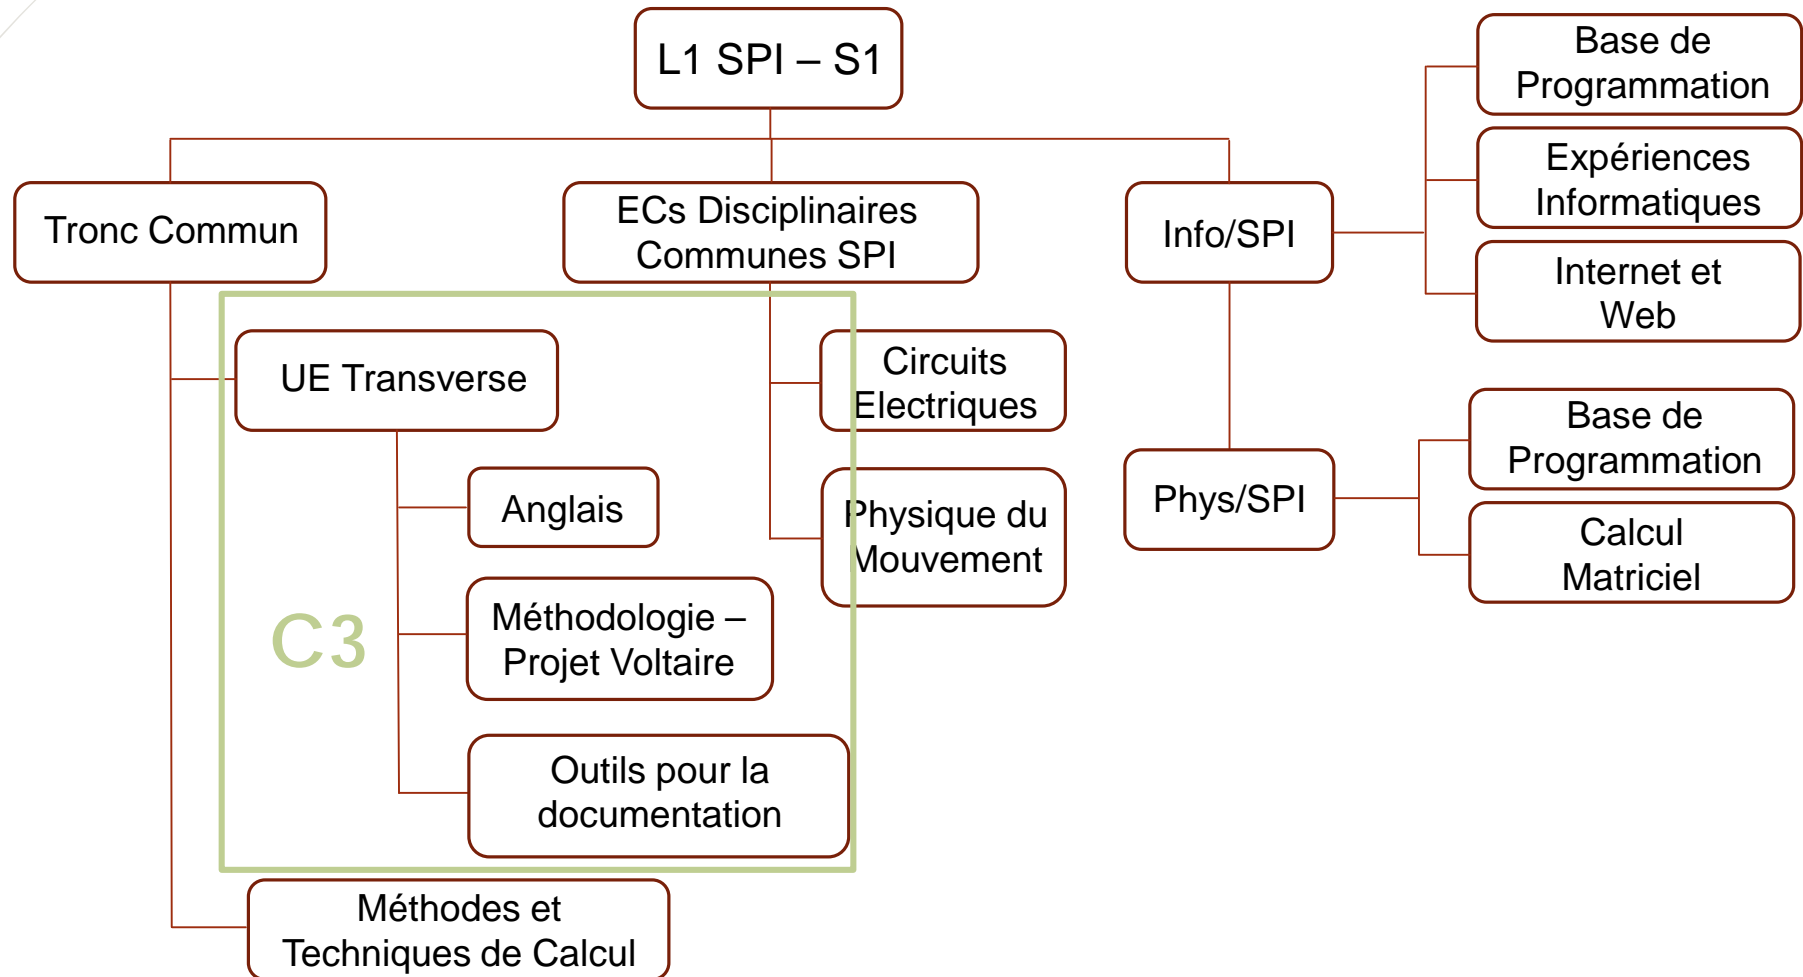 L1 SPI – S1
Tronc Commun
ECs Disciplinaires
Communes SPI
Info/SPI
Base de
Programmation
Expériences
Informatiques
Internet et
Web
UE Transverse
Anglais
Méthodologie –
Projet Voltaire
Outils pour la
documentation
C3
Méthodes et
Techniques de Calcul
Circuits
Electriques
Physique du
Mouvement
Phys/SPI
Base de
Programmation
Calcul
Matriciel